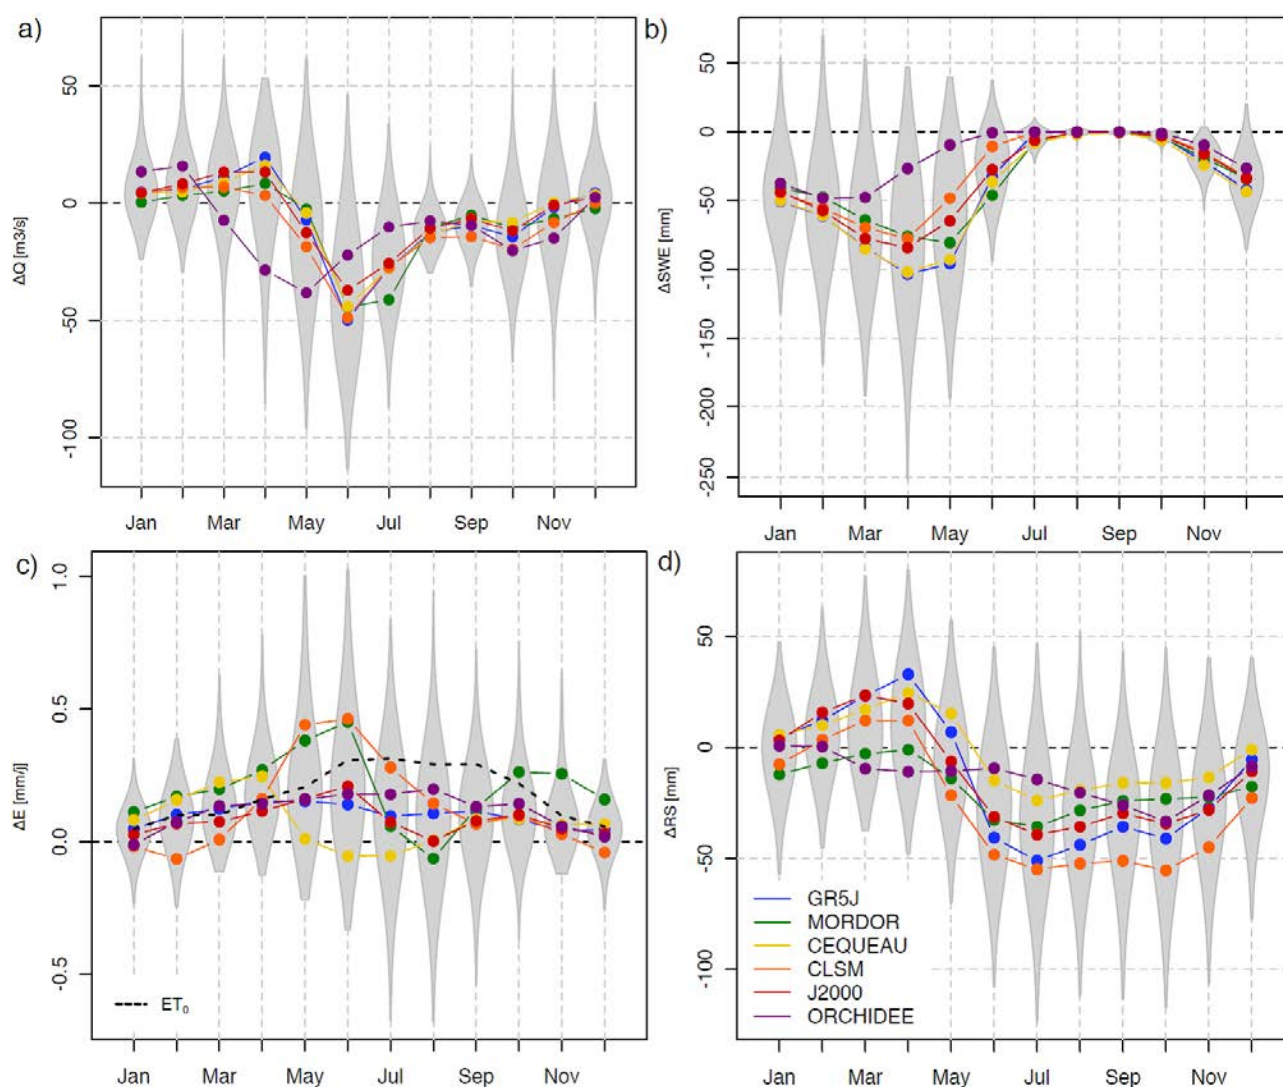 a)
ΔQ [m3/s]
50
0
-50
-100
Jan Mar May Jul Sep Nov
b)
ΔSWE [mm]
50
0
-50
-100
-150
-200
-250
Jan Mar May Jul Sep Nov
c)
ΔE [mm/j]
1.0
0.5
0.0
-0.5
ET₀
Jan Mar May Jul Sep Nov
d)
ΔRS [mm]
50
0
-50
-100
GR5J
MORDOR
CEQUEAU
CLSM
J2000
ORCHIDEE
Jan Mar May Jul Sep Nov